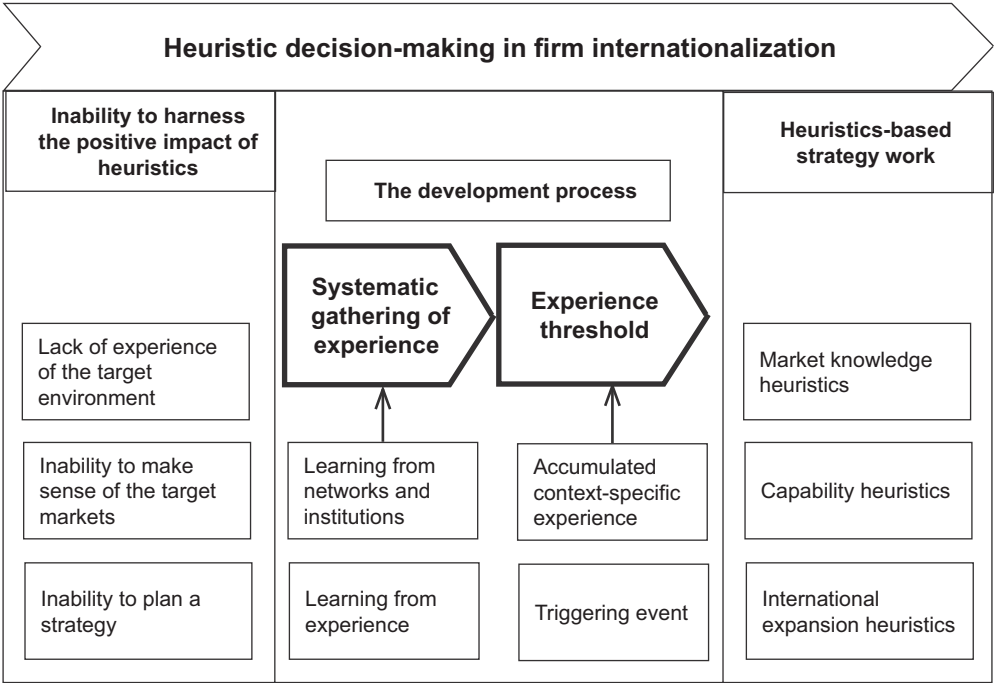 Heuristic decision-making in firm internationalization
Inability to harness
the positive impact of
heuristics
Lack of experience
of the target
environment
Inability to make
sense of the target
markets
Inability to plan a
strategy
The development process
Systematic
gathering of
experience
Experience
threshold
Learning from
networks and
institutions
Accumulated
context-specific
experience
Learning from
experience
Triggering event
Heuristics-based
strategy work
Market knowledge
heuristics
Capability heuristics
International
expansion heuristics